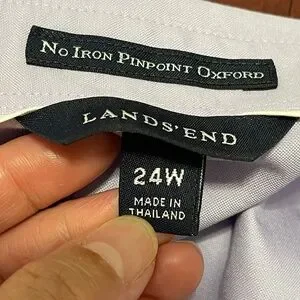 No Iron Pinpoint Oxford
LANDS' END
24W
MADE IN
THAILAND